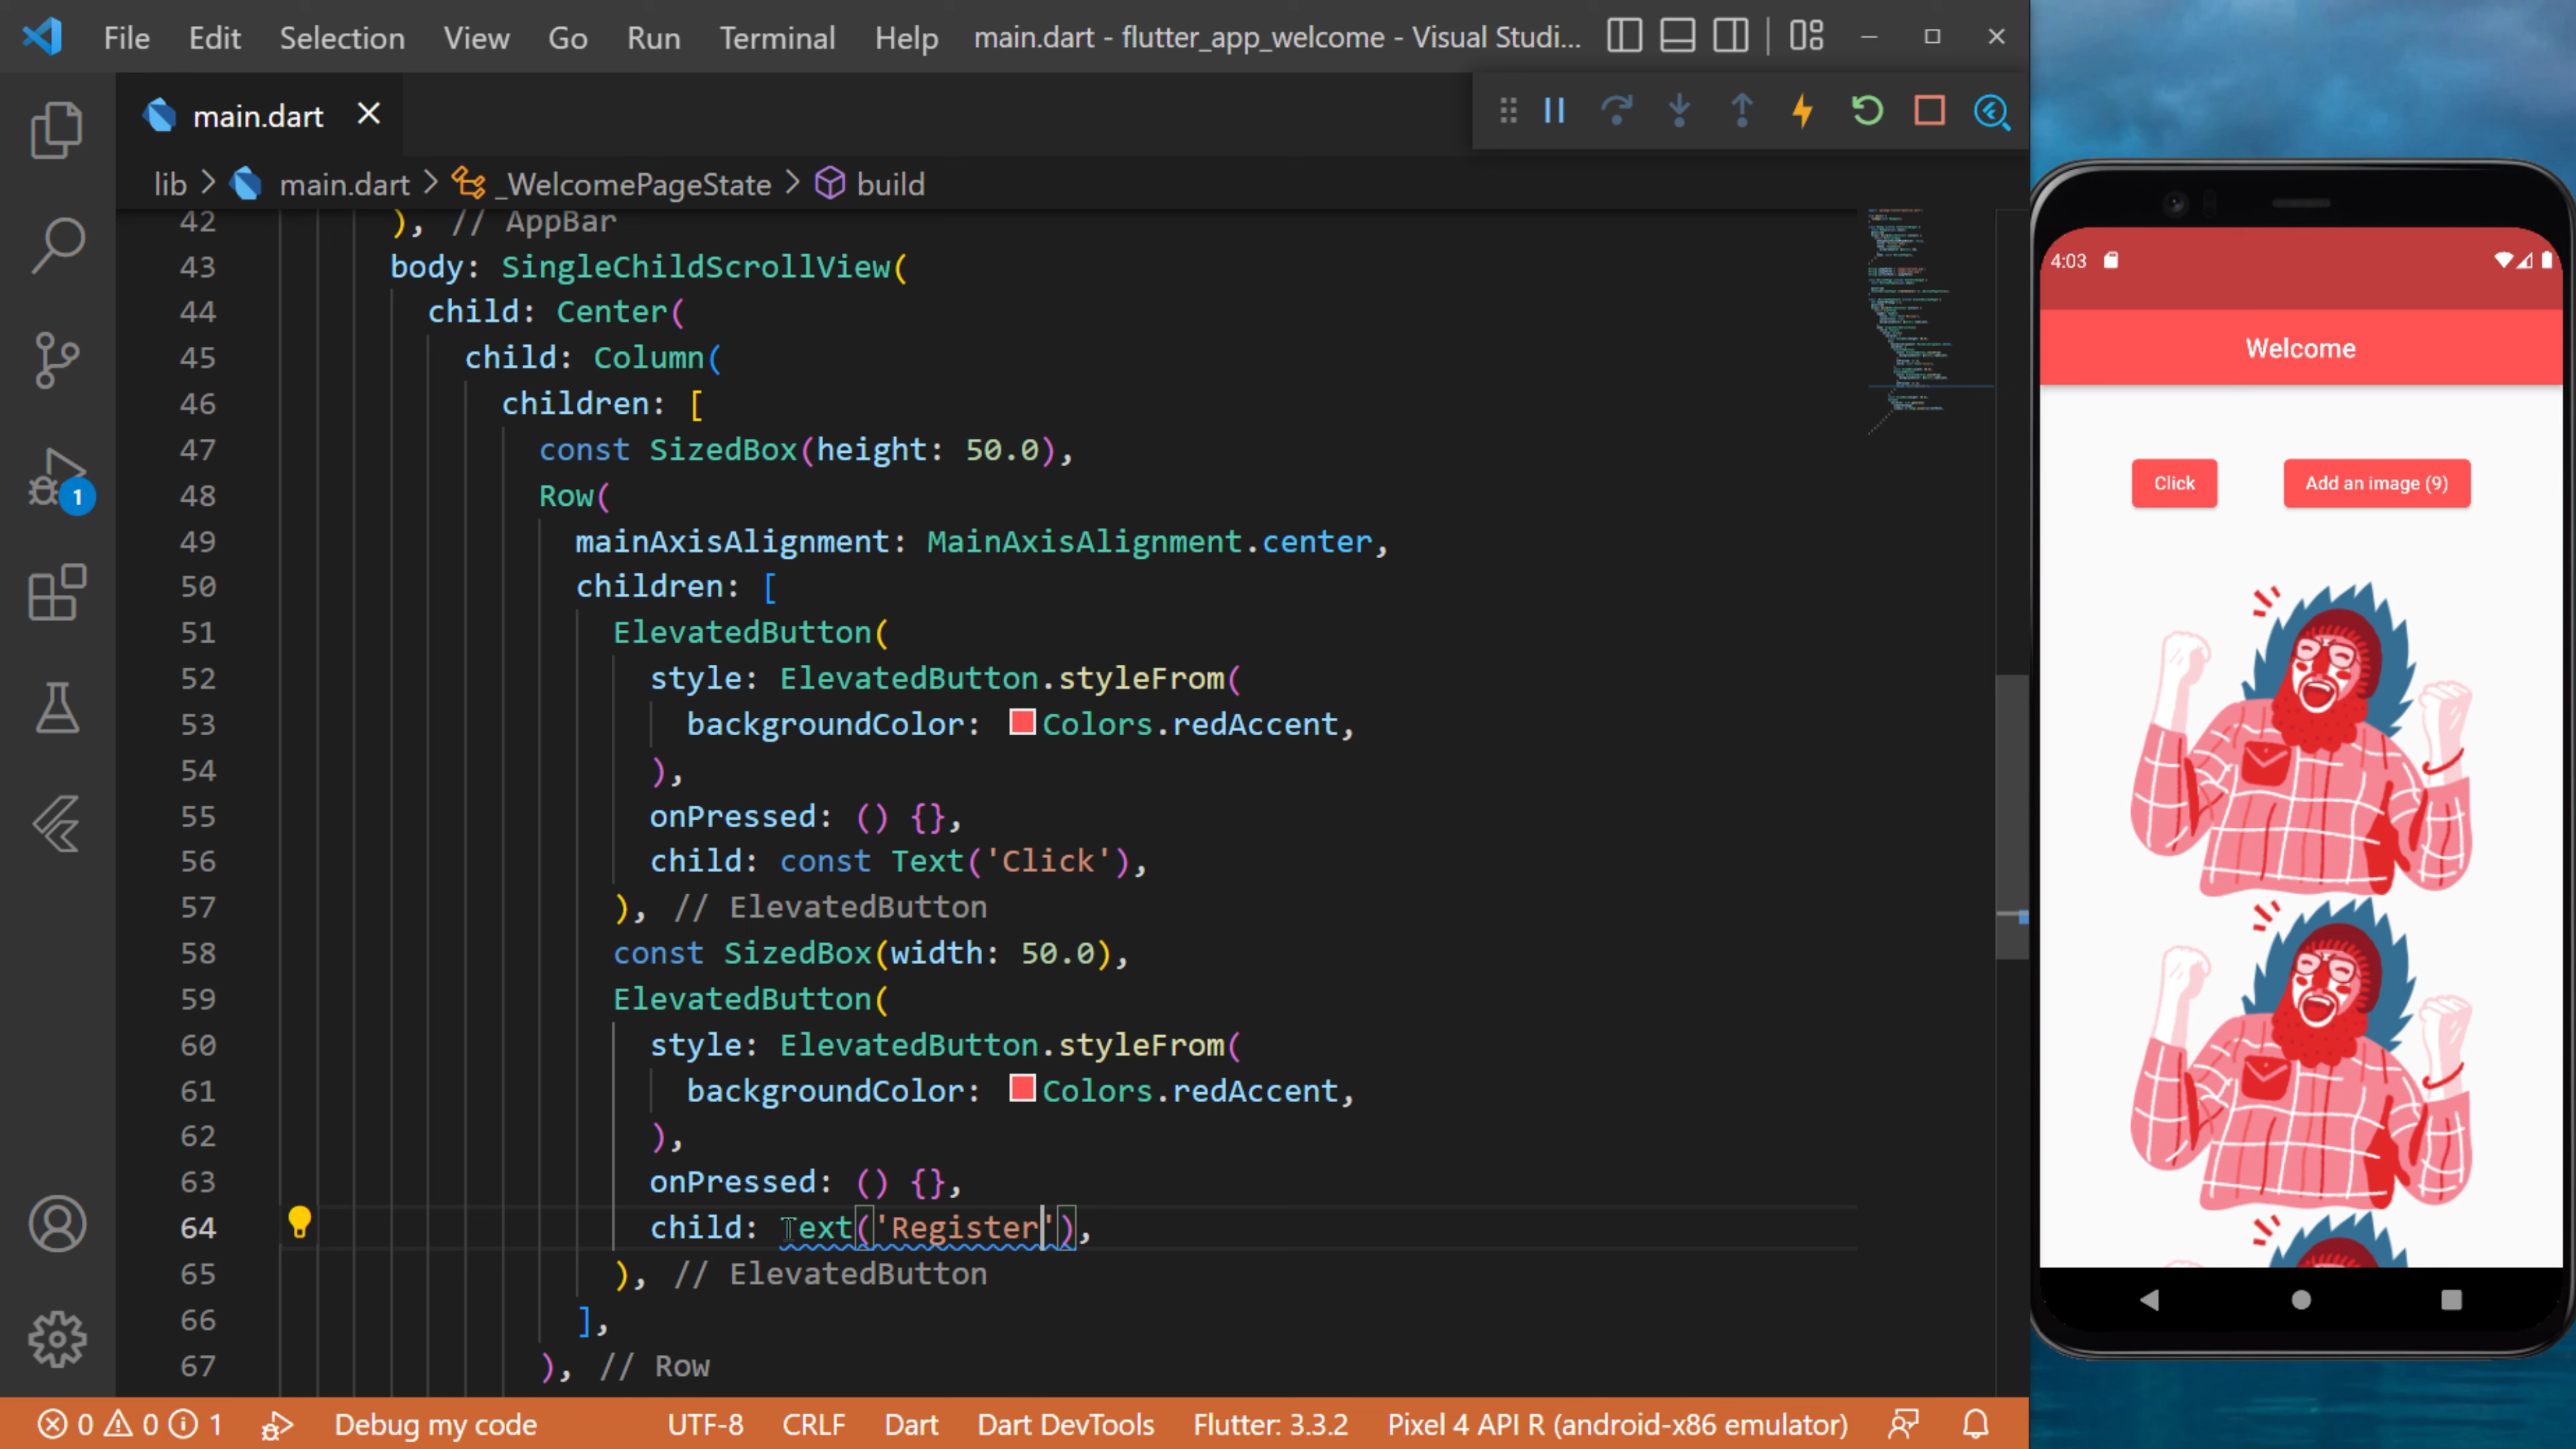 File Edit Selection View Go Run Terminal Help main.dart - flutter_app_welcome - Visual Studi...
main.dart
lib > main.dart > _WelcomePageState > build
42 ), // AppBar
43 body: SingleChildScrollView(
44 child: Center(
45 child: Column(
46 children: [
47 const SizedBox(height: 50.0),
48 Row(
49 mainAxisAlignment: MainAxisAlignment.center,
50 children: [
51 ElevatedButton(
52 style: ElevatedButton.styleFrom(
53 backgroundColor: Colors.redAccent,
54 ),
55 onPressed: () {},
56 child: const Text('Click'),
57 ), // ElevatedButton
58 const SizedBox(width: 50.0),
59 ElevatedButton(
60 style: ElevatedButton.styleFrom(
61 backgroundColor: Colors.redAccent,
62 ),
63 onPressed: () {},
64 child: Text('Register'),
65 ), // ElevatedButton
66 ],
67 ), // Row
1
0 0 1 Debug my code UTF-8 CRLF Dart Dart DevTools Flutter: 3.3.2 Pixel 4 API R (android-x86 emulator)
4:03
Welcome
Click Add an image (9)